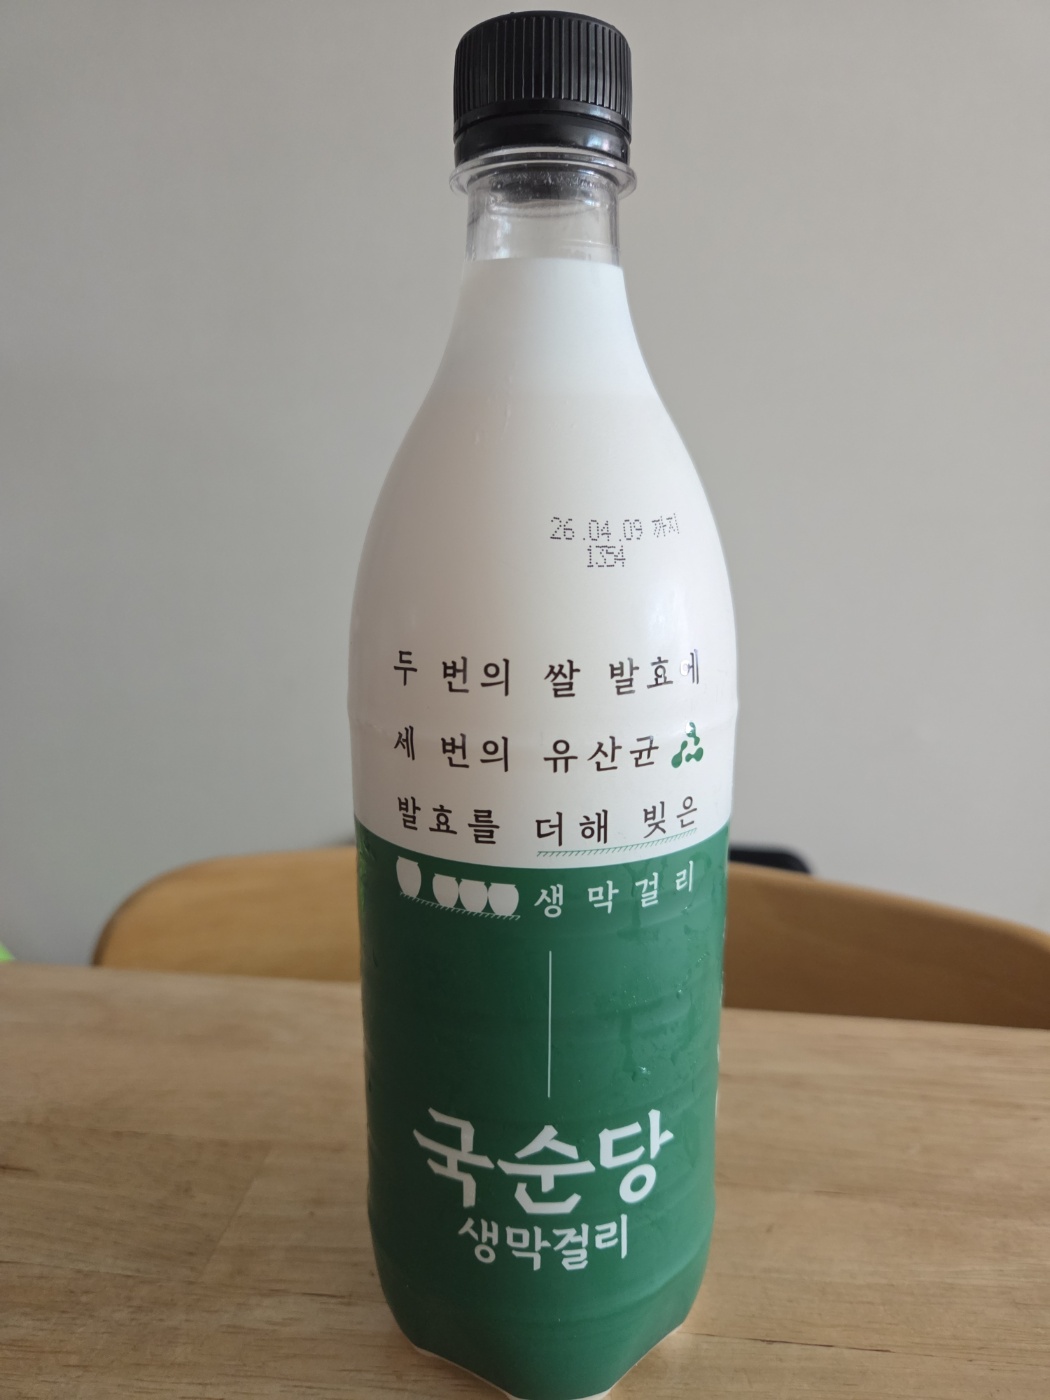 26.04.09 까지
1354
두 번의 쌀 발효에
세 번의 유산균
발효를 더해 빚은
생막걸리
국순당
생막걸리